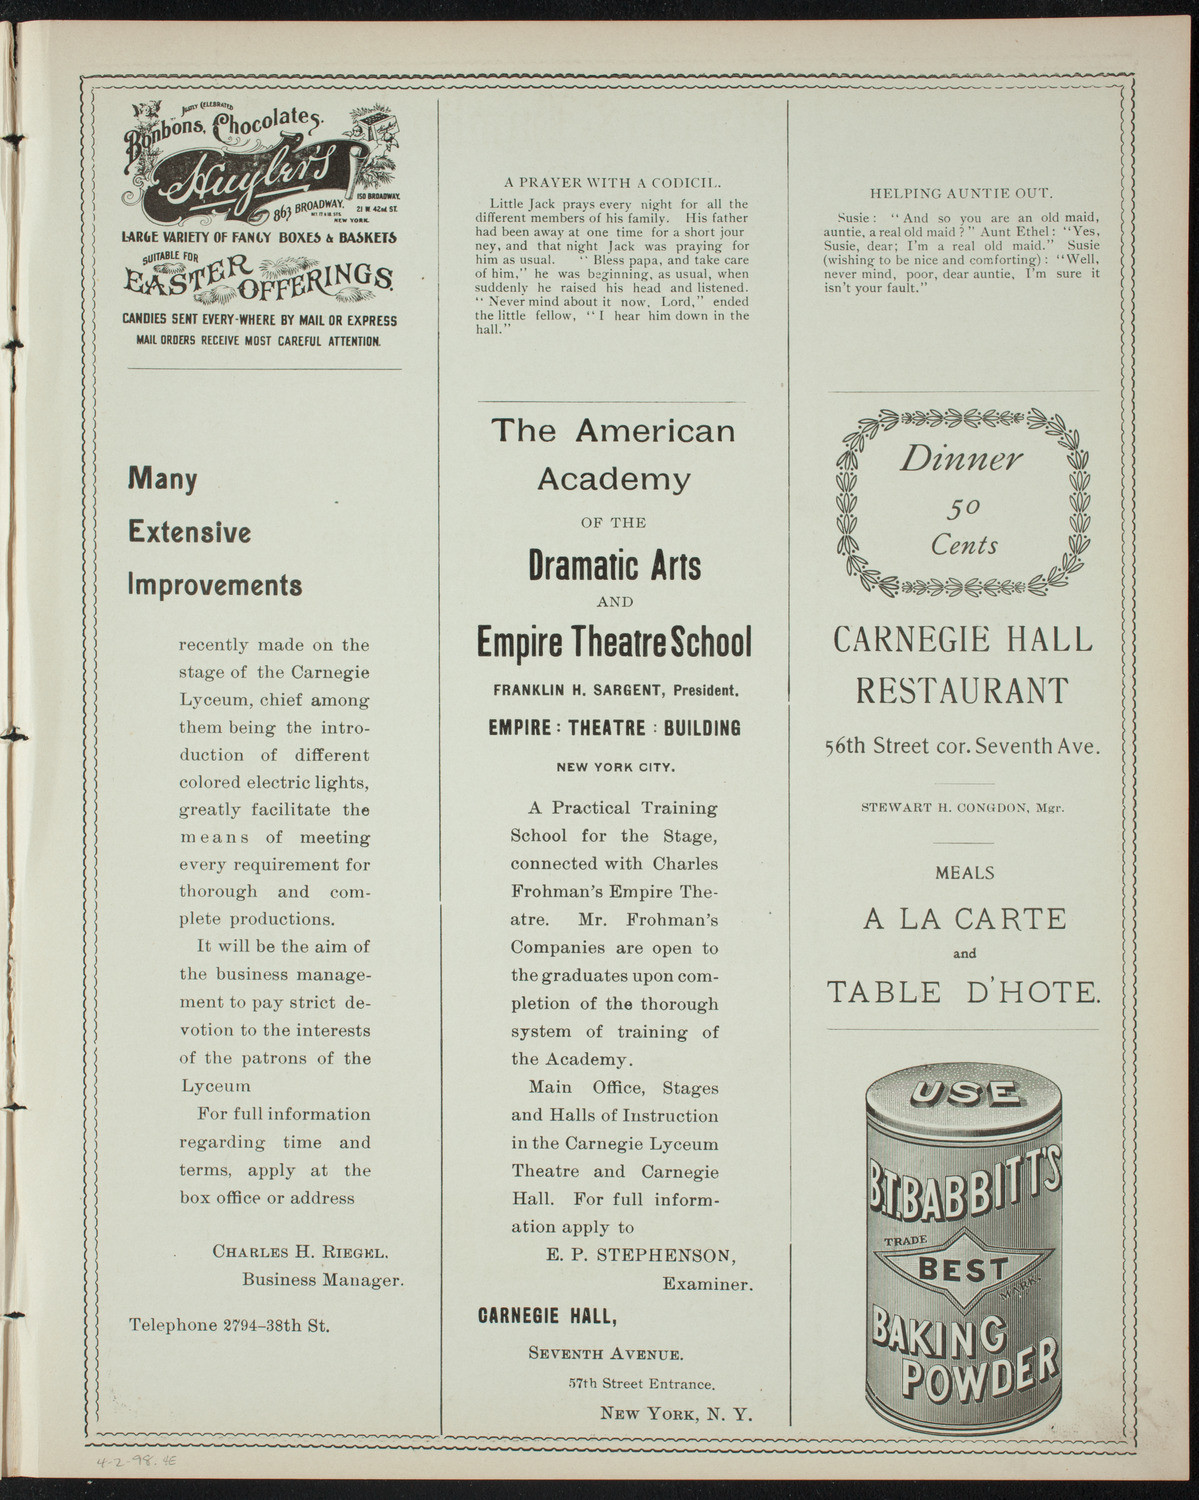 JUSTLY CELEBRATED
Bonbons, Chocolates.
Huyler's
863 BROADWAY.
150 BROADWAY.
21 W. 42nd ST.
NEW YORK.
LARGE VARIETY OF FANCY BOXES & BASKETS
SUITABLE FOR
EASTER OFFERINGS.
CANDIES SENT EVERY-WHERE BY MAIL OR EXPRESS
MAIL ORDERS RECEIVE MOST CAREFUL ATTENTION.
Many
Extensive
Improvements
recently made on the
stage of the Carnegie
Lyceum, chief among
them being the intro-
duction of different
colored electric lights,
greatly facilitate the
means of meeting
every requirement for
thorough and com-
plete productions.
It will be the aim of
the business manage-
ment to pay strict de-
votion to the interests
of the patrons of the
Lyceum
For full information
regarding time and
terms, apply at the
box office or address
CHARLES H. RIEGEL.
Business Manager.
Telephone 2794-38th St.
A PRAYER WITH A CODICIL.
Little Jack prays every night for all the
different members of his family. His father
had been away at one time for a short jour
ney, and that night Jack was praying for
him as usual. "Bless papa, and take care
of him," he was beginning, as usual, when
suddenly he raised his head and listened.
"Never mind about it now, Lord," ended
the little fellow, "I hear him down in the
hall."
The American
Academy
OF THE
Dramatic Arts
AND
Empire Theatre School
FRANKLIN H. SARGENT, President.
EMPIRE : THEATRE : BUILDING
NEW YORK CITY.
A Practical Training
School for the Stage,
connected with Charles
Frohman's Empire The-
atre. Mr. Frohman's
Companies are open to
the graduates upon com-
pletion of the thorough
system of training of
the Academy.
Main Office, Stages
and Halls of Instruction
in the Carnegie Lyceum
Theatre and Carnegie
Hall. For full inform-
ation apply to
E. P. STEPHENSON,
Examiner.
CARNEGIE HALL,
SEVENTH AVENUE.
57th Street Entrance.
NEW YORK, N. Y.
HELPING AUNTIE OUT.
Susie: "And so you are an old maid,
auntie, a real old maid?" Aunt Ethel: "Yes,
Susie, dear; I'm a real old maid." Susie
(wishing to be nice and comforting): "Well,
never mind, poor, dear auntie, I'm sure it
isn't your fault."
Dinner
50
Cents
CARNEGIE HALL
RESTAURANT
56th Street cor. Seventh Ave.
STEWART H. CONGDON, Mgr.
MEALS
A LA CARTE
and
TABLE D'HOTE.
USE
B.T. BABBITT'S
TRADE
BEST
MARK.
BAKING
POWDER
4-2-98.4E